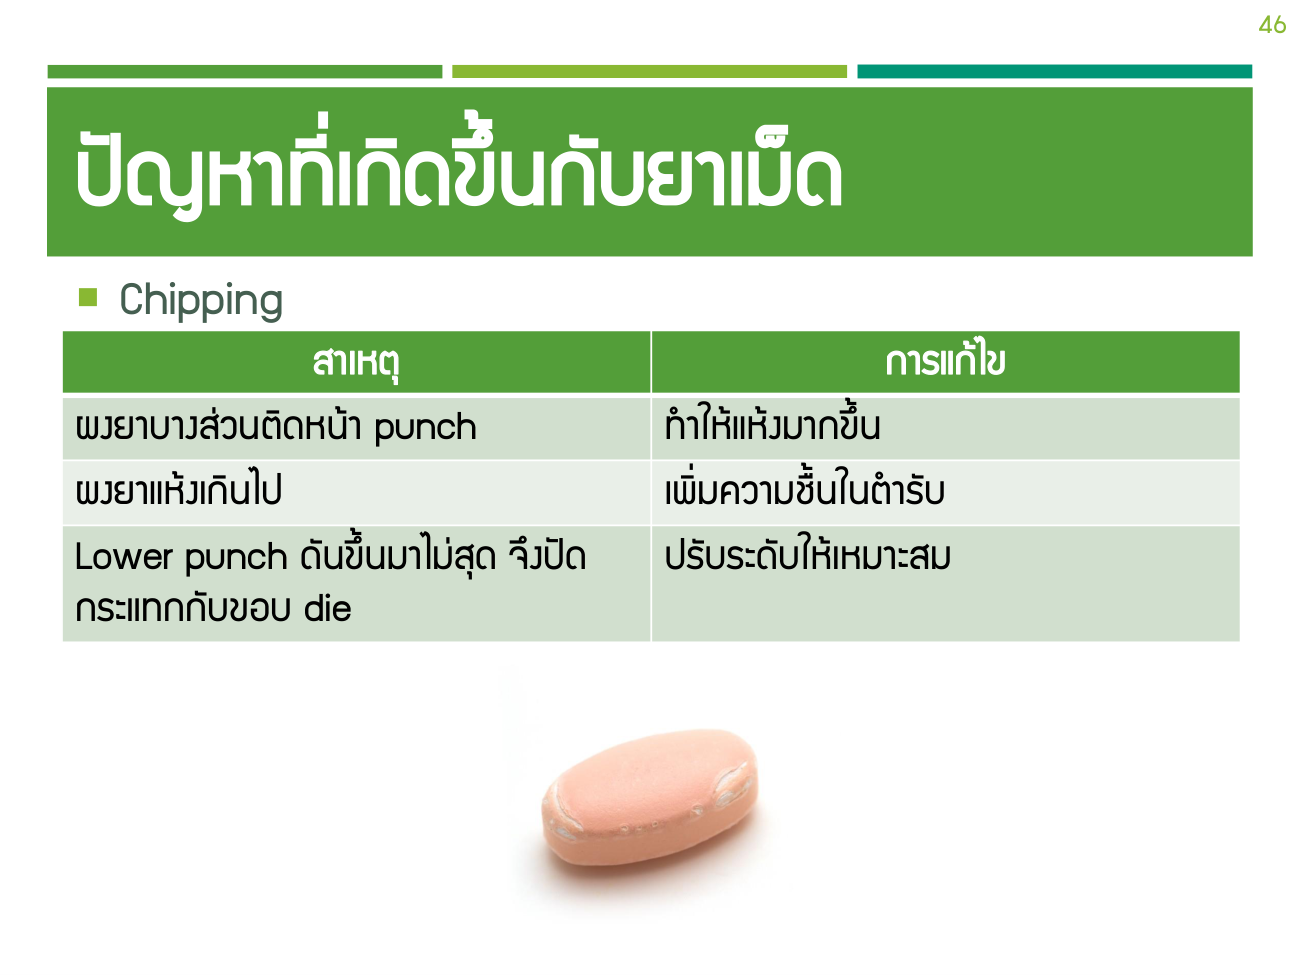 46
ปัญหาที่เกิดขึ้นกับยาเม็ด
Chipping
สาเหตุ
การแก้ไข
ผงยาบางส่วนติดหน้า punch
ทำให้แห้งมากขึ้น
ผงยาแห้งเกินไป
เพิ่มความชื้นในตำรับ
Lower punch ดันขึ้นมาไม่สุด จึงปัด
กระแทกกับขอบ die
ปรับระดับให้เหมาะสม